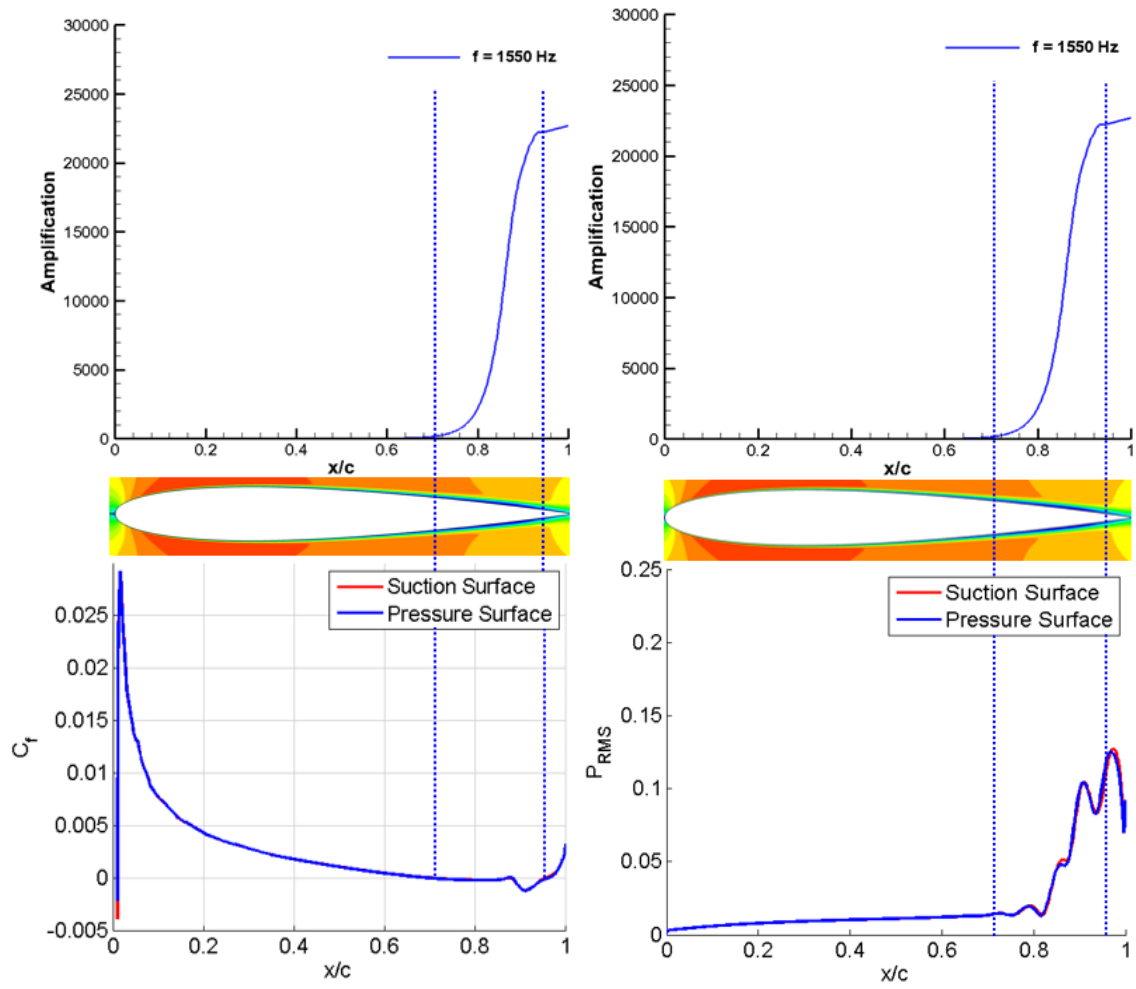 30000
25000
20000
15000
10000
5000
0
Amplification
f = 1550 Hz
0 0.2 0.4 0.6 0.8 1
x/c
30000
25000
20000
15000
10000
5000
0
Amplification
f = 1550 Hz
0 0.2 0.4 0.6 0.8 1
x/c
Suction Surface
Pressure Surface
0.025
0.02
0.015
0.01
0.005
0
-0.005
Cf
0 0.2 0.4 0.6 0.8 1
x/c
Suction Surface
Pressure Surface
0.25
0.2
0.15
0.1
0.05
0
PRMS
0 0.2 0.4 0.6 0.8 1
x/c